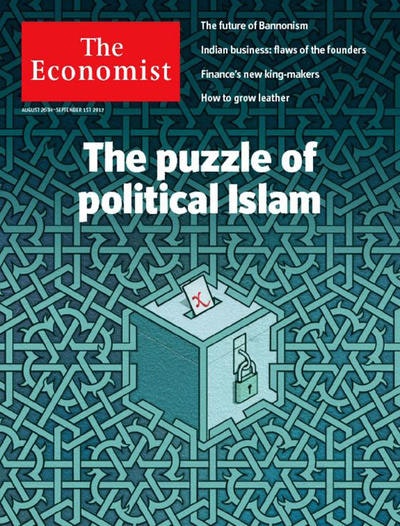 The
Economist
AUGUST 26TH–SEPTEMBER 1ST 2017
The future of Bannonism
Indian business: flaws of the founders
Finance's new king-makers
How to grow leather
The puzzle of
political Islam
x